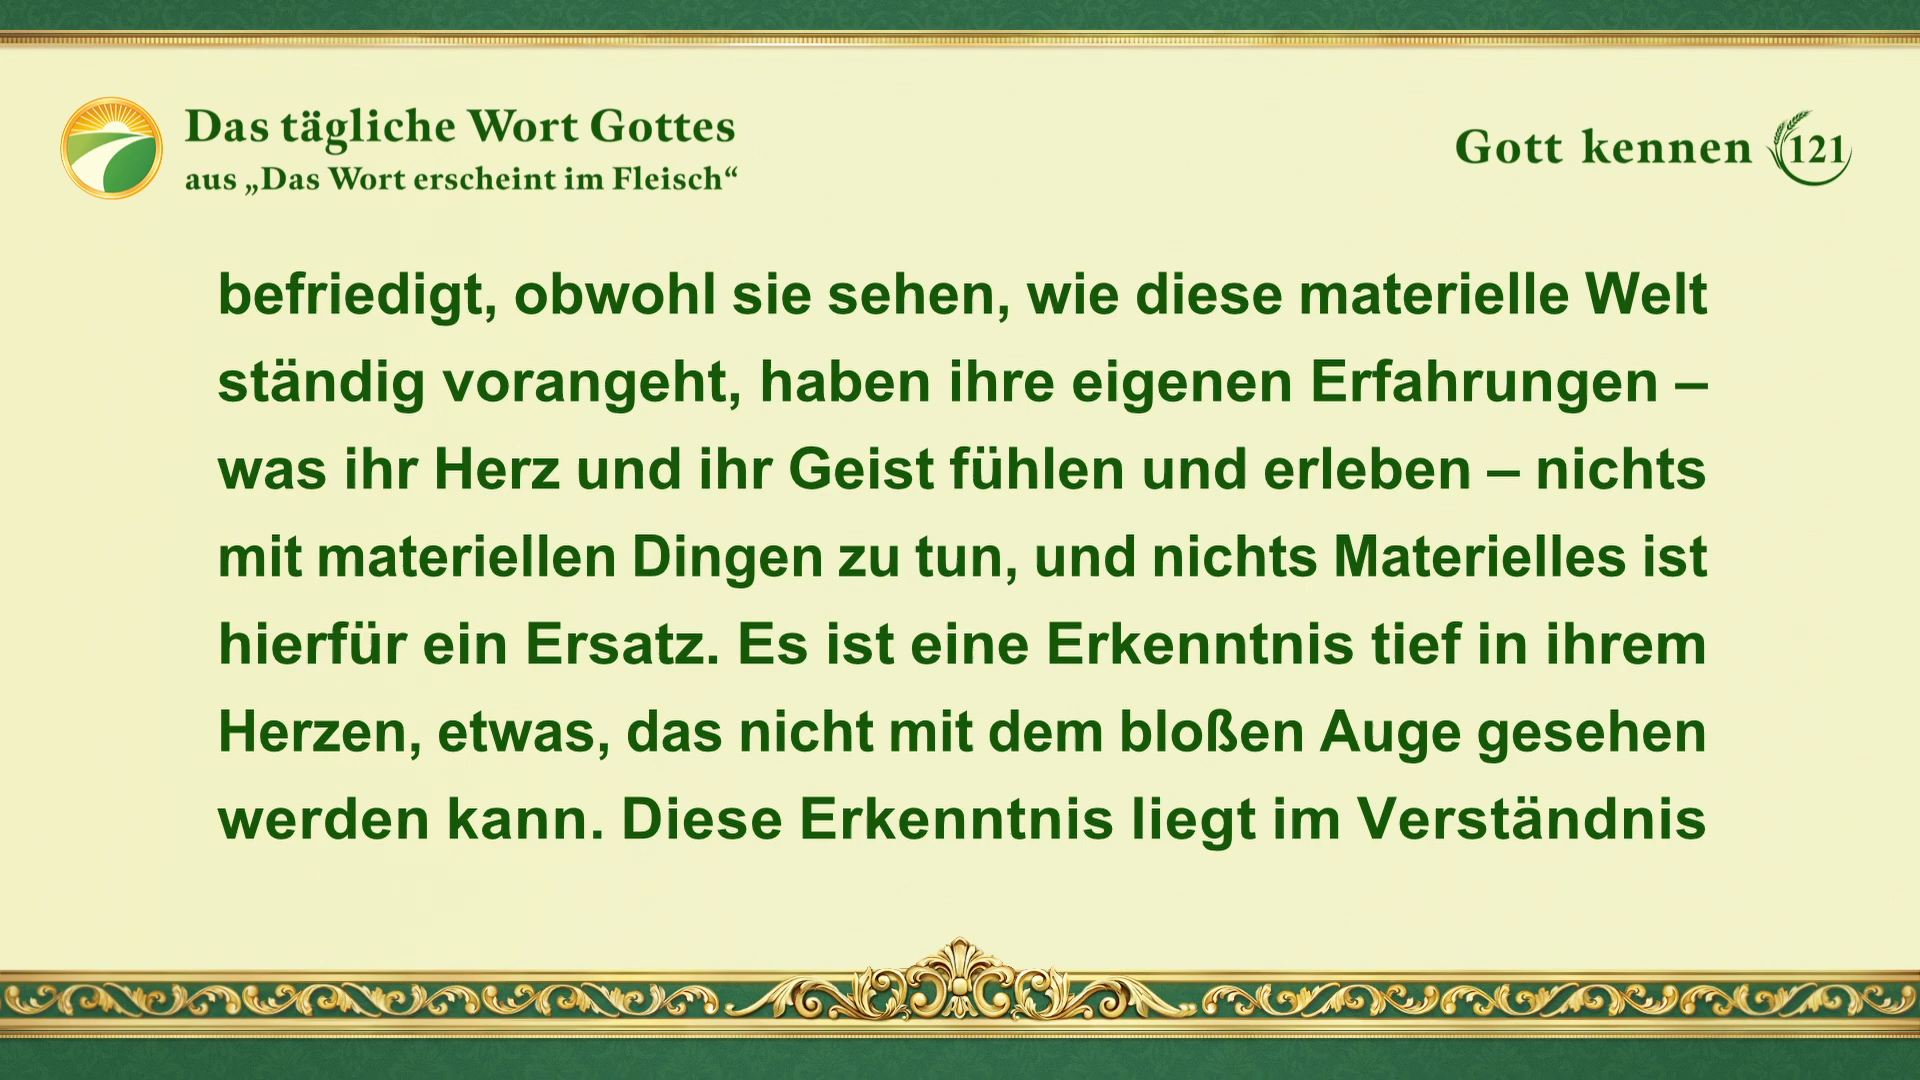 Das tägliche Wort Gottes
aus „Das Wort erscheint im Fleisch“
Gott kennen 121
befriedigt, obwohl sie sehen, wie diese materielle Welt
ständig vorangeht, haben ihre eigenen Erfahrungen –
was ihr Herz und ihr Geist fühlen und erleben – nichts
mit materiellen Dingen zu tun, und nichts Materielles ist
hierfür ein Ersatz. Es ist eine Erkenntnis tief in ihrem
Herzen, etwas, das nicht mit dem bloßen Auge gesehen
werden kann. Diese Erkenntnis liegt im Verständnis